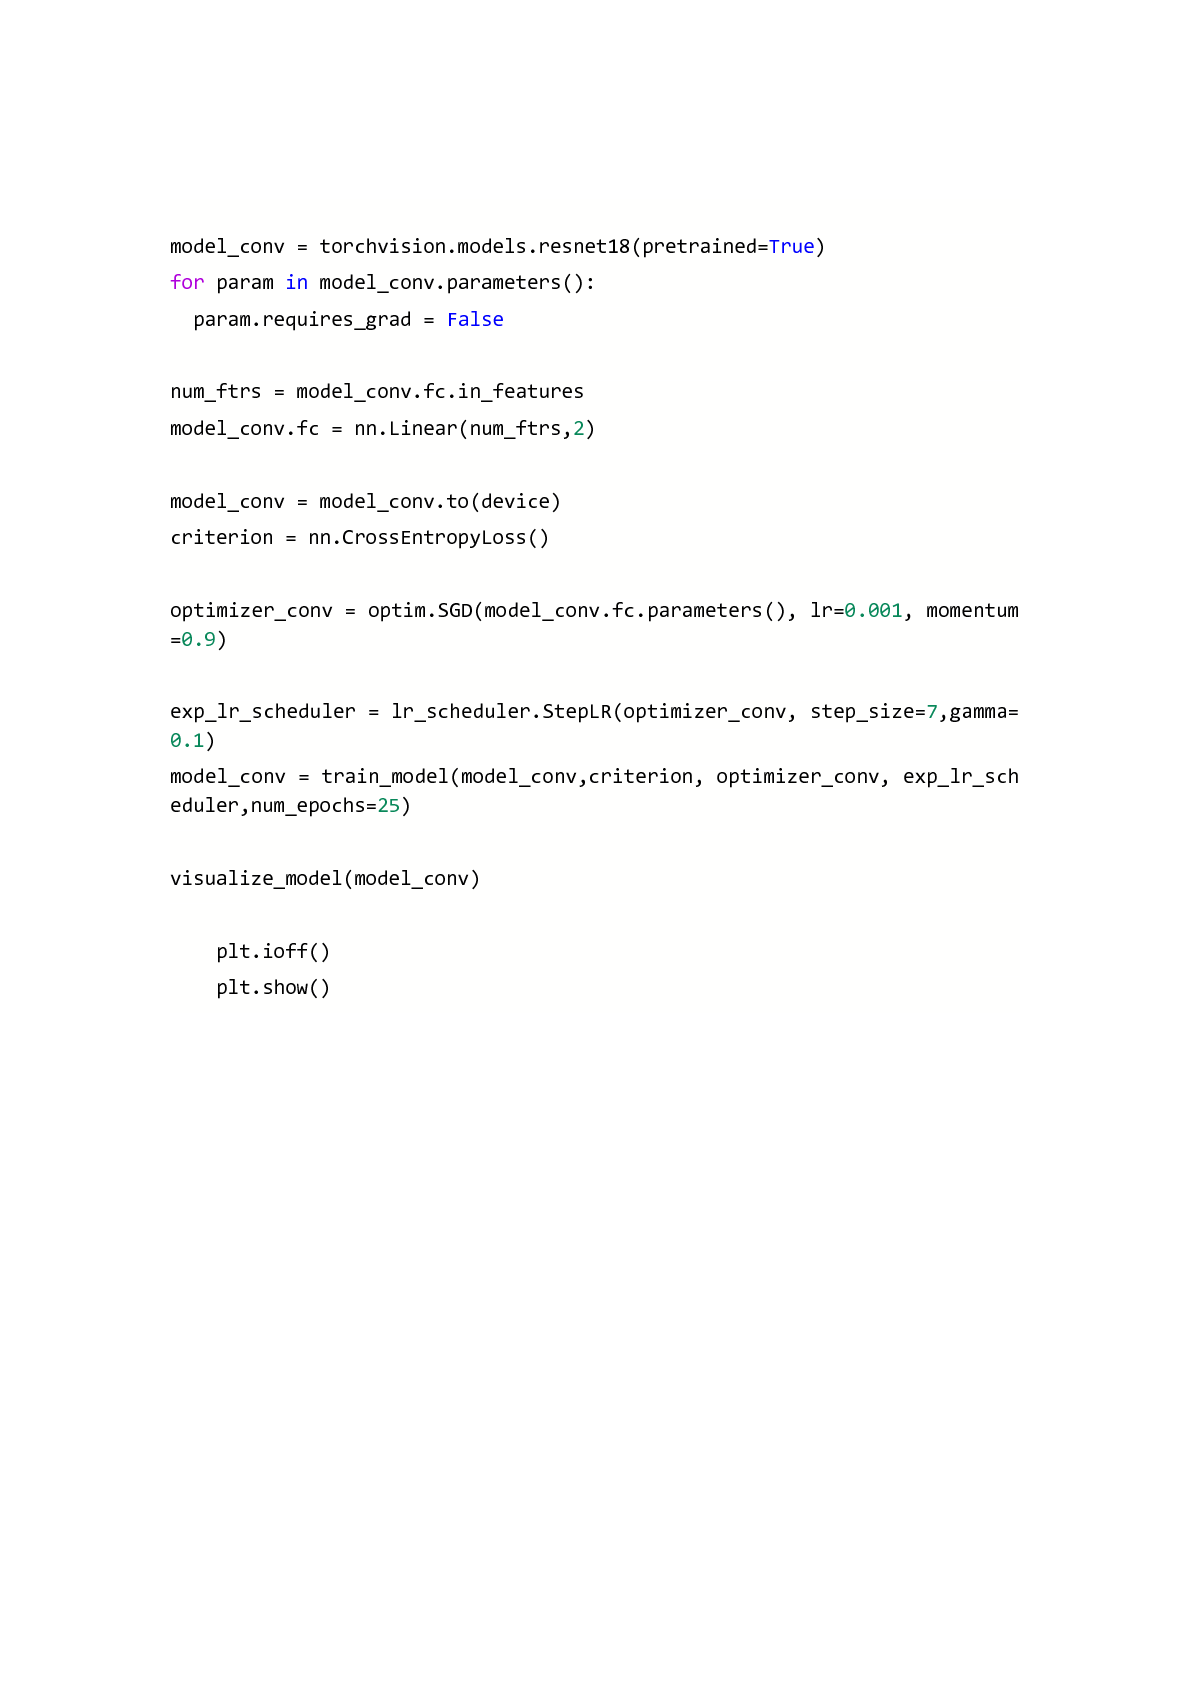 model_conv = torchvision.models.resnet18(pretrained=True)
for param in model_conv.parameters():
  param.requires_grad = False
num_ftrs = model_conv.fc.in_features
model_conv.fc = nn.Linear(num_ftrs,2)
model_conv = model_conv.to(device)
criterion = nn.CrossEntropyLoss()
optimizer_conv = optim.SGD(model_conv.fc.parameters(), lr=0.001, momentum
=0.9)
exp_lr_scheduler = lr_scheduler.StepLR(optimizer_conv, step_size=7,gamma=
0.1)
model_conv = train_model(model_conv,criterion, optimizer_conv, exp_lr_sch
eduler,num_epochs=25)
visualize_model(model_conv)
    plt.ioff()
    plt.show()